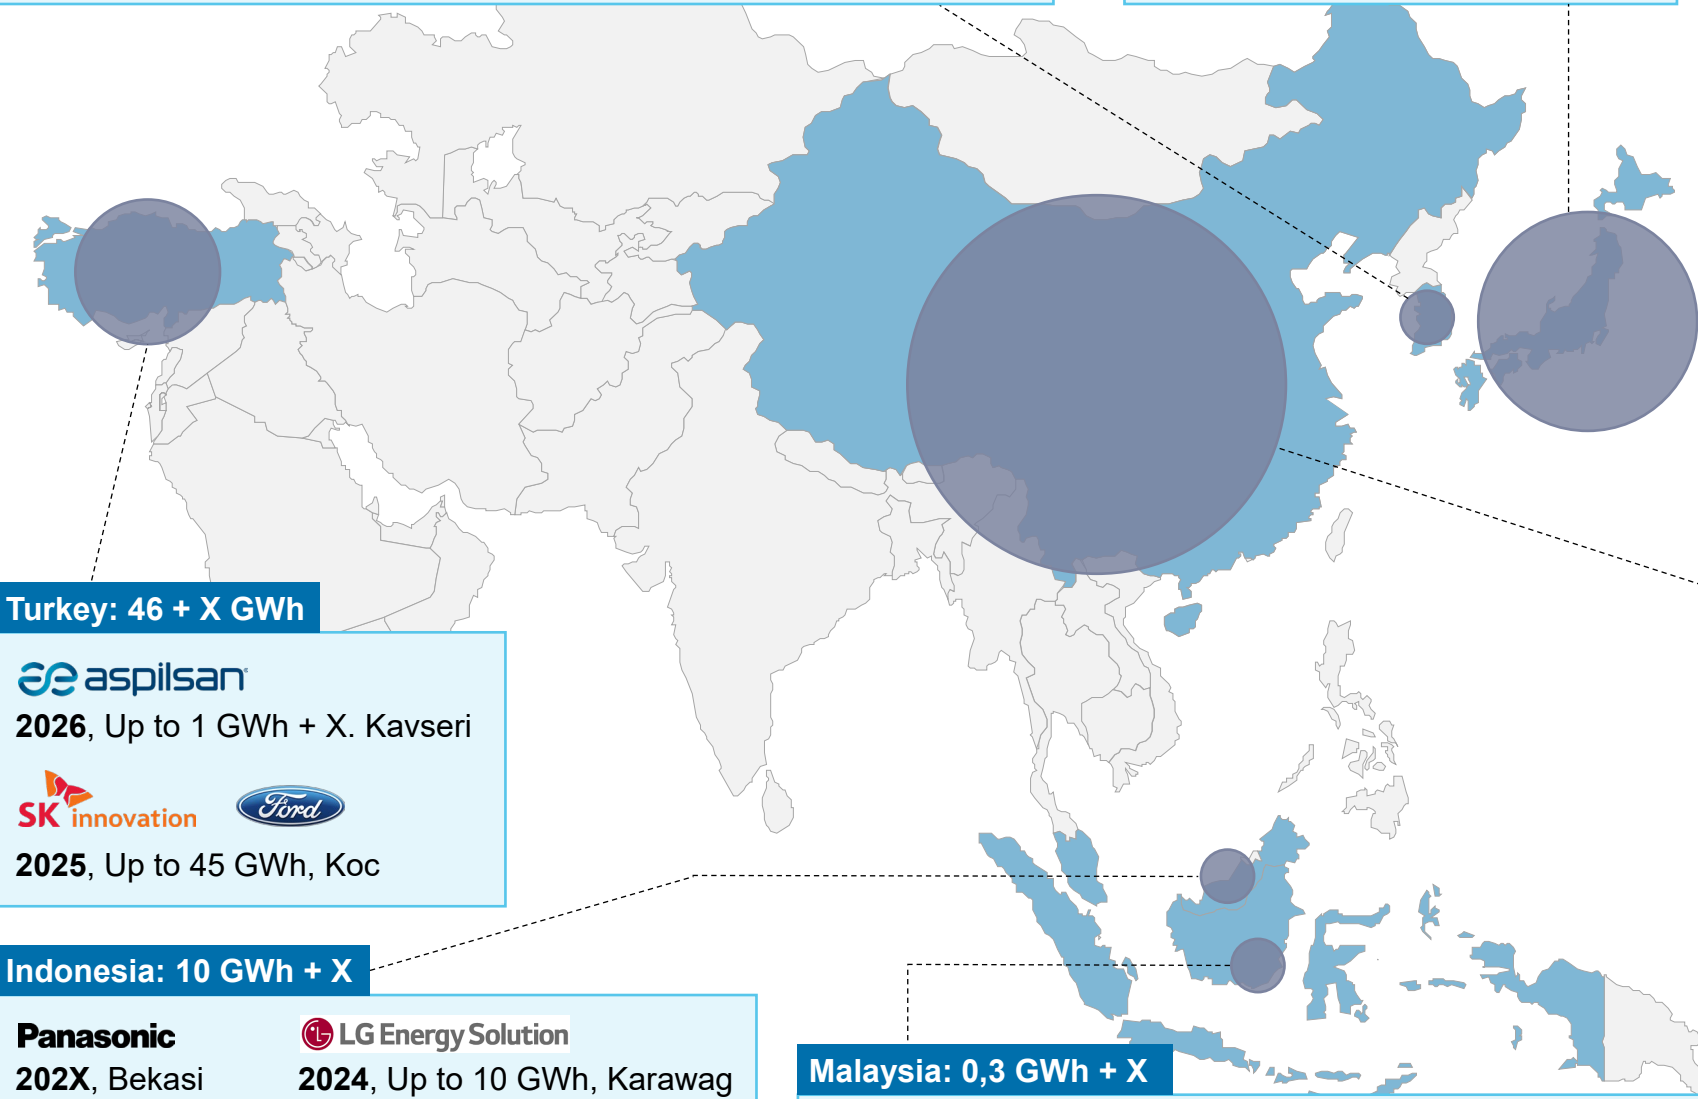 Turkey: 46 + X GWh
aspilsan
2026, Up to 1 GWh + X. Kavseri
SK innovation
Ford
2025, Up to 45 GWh, Koc
Indonesia: 10 GWh + X
Panasonic
202X, Bekasi
LG Energy Solution
2024, Up to 10 GWh, Karawag
Malaysia: 0,3 GWh + X